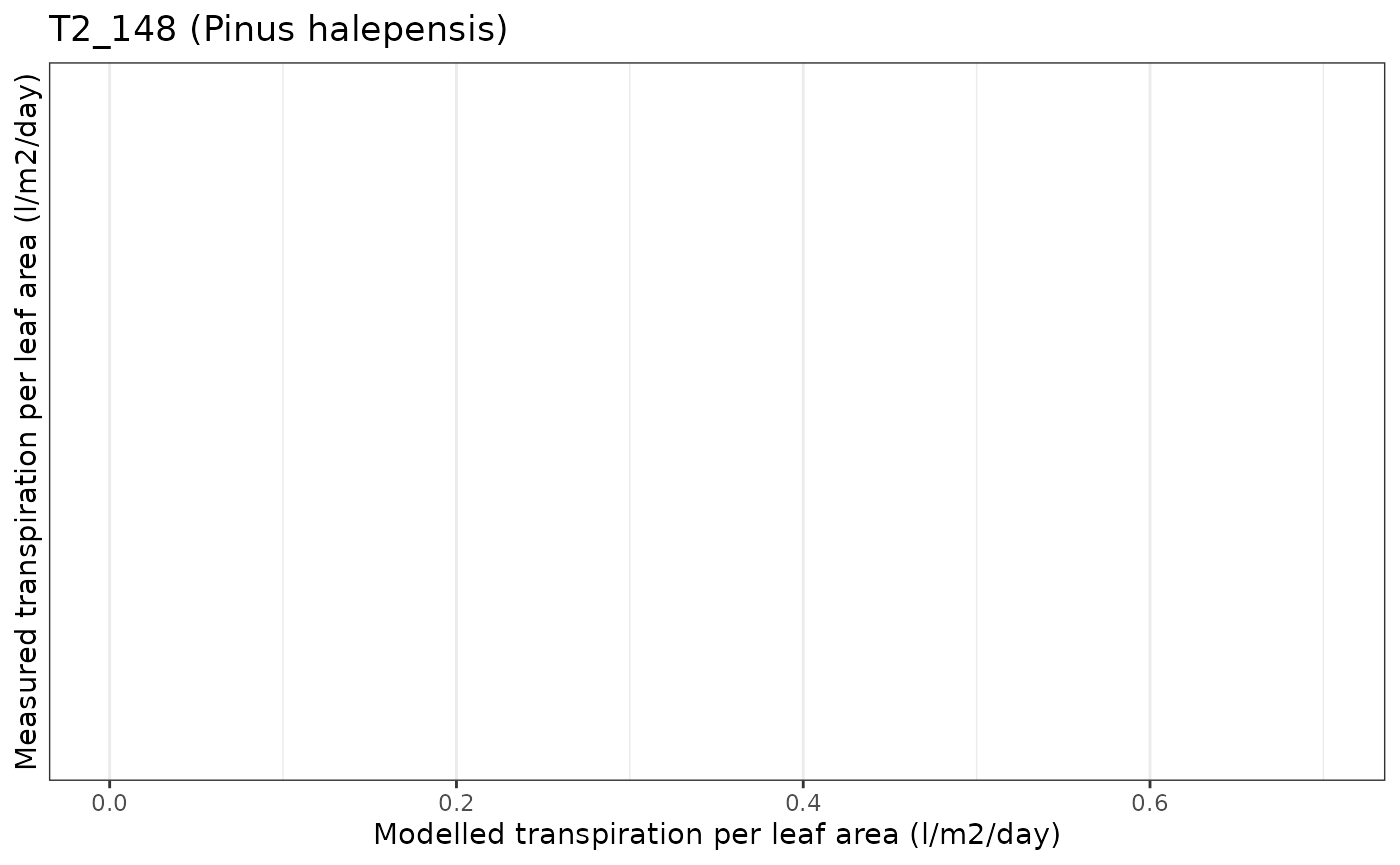 T2_148 (Pinus halepensis)
Measured transpiration per leaf area (l/m2/day)
0.0 0.2 0.4 0.6
Modelled transpiration per leaf area (l/m2/day)